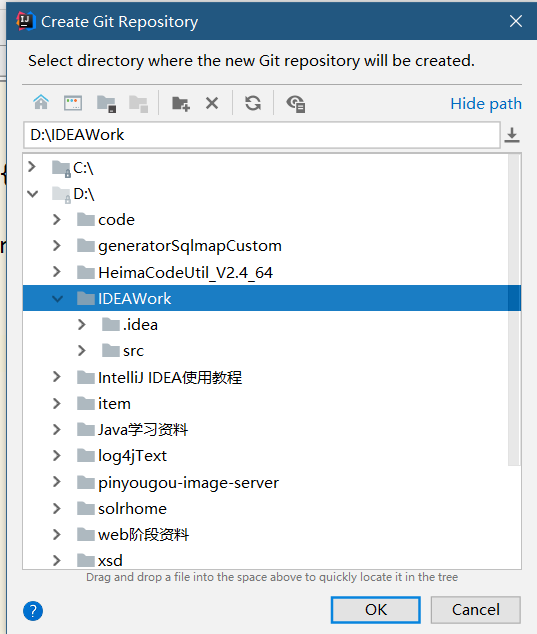 Create Git Repository
Select directory where the new Git repository will be created.
Hide path
D:\IDEAWork
C:\
D:\
code
generatorSqlmapCustom
HeimaCodeUtil_V2.4_64
IDEAWork
.idea
src
IntelliJ IDEA使用教程
item
Java学习资料
log4jText
pinyougou-image-server
solrhome
web阶段资料
xsd
Drag and drop a file into the space above to quickly locate it in the tree
?
OK
Cancel